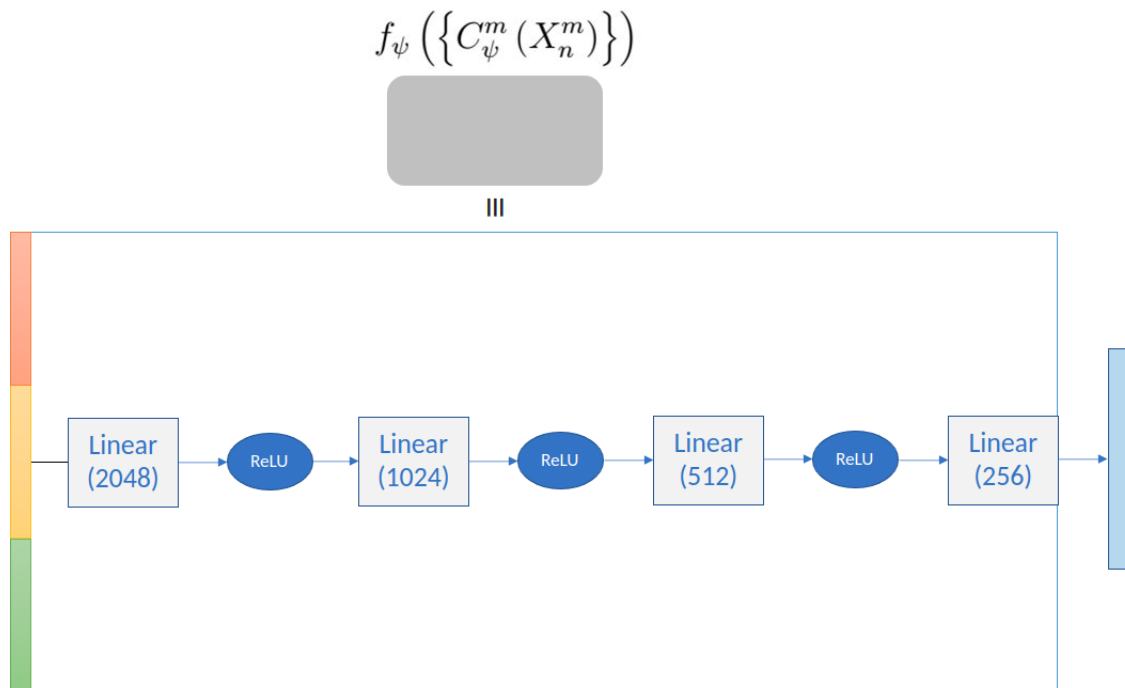 f_ψ ({C_ψ^m (X_n^m)})
≡
Linear
(2048)
ReLU
Linear
(1024)
ReLU
Linear
(512)
ReLU
Linear
(256)